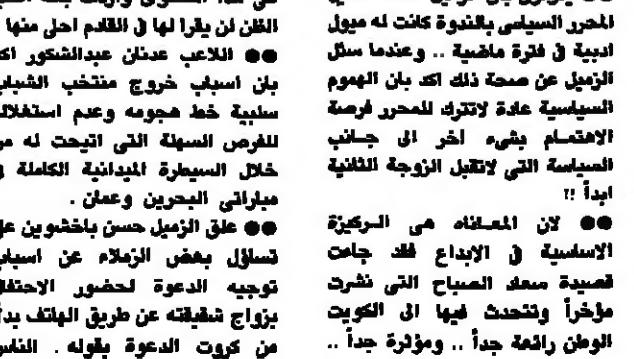 المحرر السياسي بالندوة كانت له ميول
ادبية في فترة ماضية .. وعندما سئل
الزميل عن صحة ذلك اكد بان الهموم
السياسية عادة لاتترك للمحرر فرصة
الاهتمام بشيء اخر الى جانب
السياسة التي لاتقبل الزوجة الثانية
ابداً !!
●● لان المعاناه هي الركيزة
الاساسية في الابداع فقد جاءت
قصيدة سعاد الصباح التي نشرت
مؤخراً وتتحدث فيها الى الكويت
الوطن رائعة جداً .. ومؤثرة جداً ..
الظن لن يقرا لها في القادم احلى منها
●● اللاعب عدنان عبدالشكور اكد
بان اسباب خروج منتخب الشباب
سلبية خط هجومه وعدم استغلاله
للفرص السهلة التي اتيحت له من
خلال السيطرة الميدانية الكاملة في
مباراتي البحرين وعمان .
●● علق الزميل حسن باخشوين على
تساؤل بعض الزملاء عن اسباب
توجيه الدعوة لحضور الاحتفال
بزواج شقيقته عن طريق الهاتف بدلاً
من كروت الدعوة بقوله . الناس